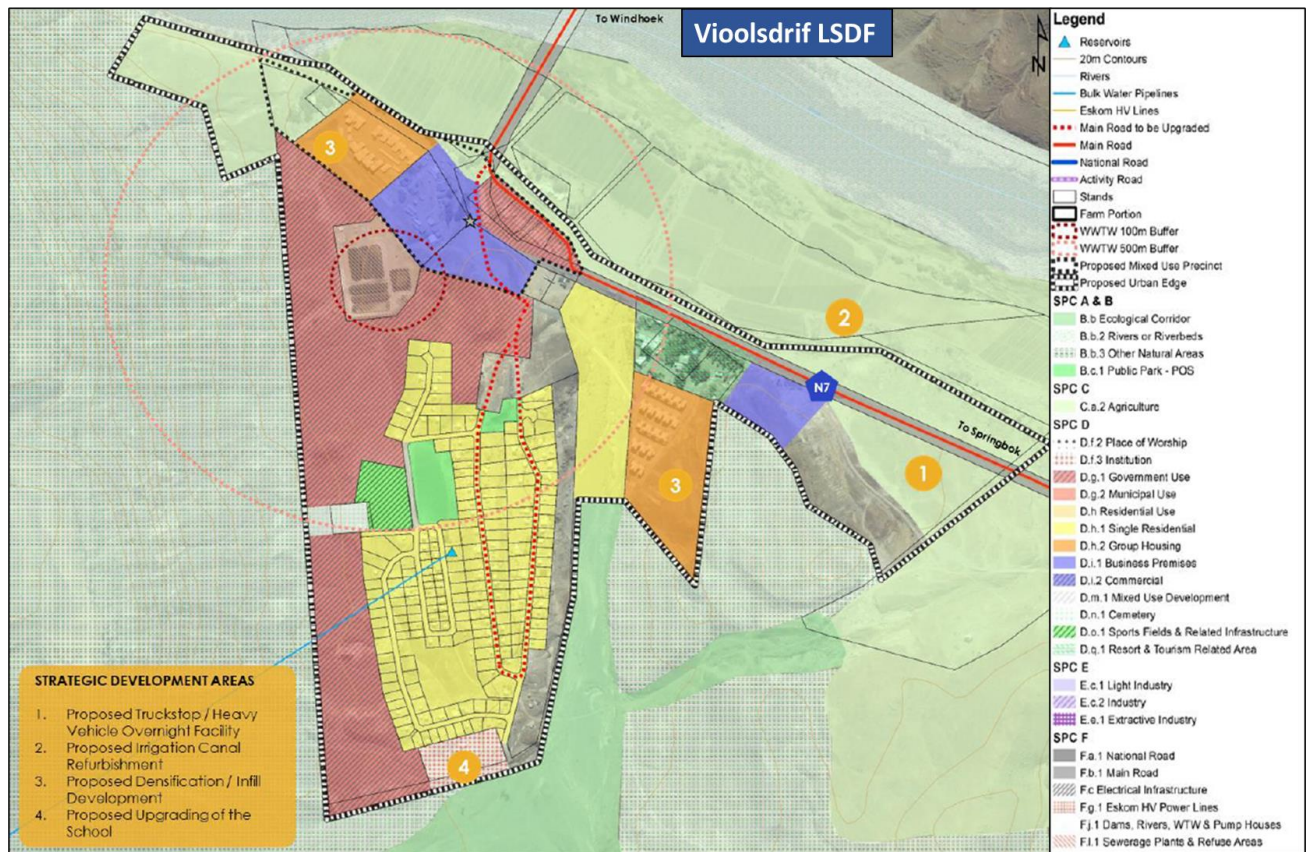 To Windhoek
Vioolsdrif LSDF
N
3
2
N7
To Springbok
1
3
4
STRATEGIC DEVELOPMENT AREAS
1. Proposed Truckstop / Heavy
Vehicle Overnight Facility
2. Proposed Irrigation Canal
Refurbishment
3. Proposed Densification / Infill
Development
4. Proposed Upgrading of the
School
Legend
Reservoirs
20m Contours
Rivers
Bulk Water Pipelines
Eskom HV Lines
Main Road to be Upgraded
Main Road
National Road
Activity Road
Stands
Farm Portion
WWTW 100m Buffer
WWTW 500m Buffer
Proposed Mixed Use Precinct
Proposed Urban Edge
SPC A & B
B.b Ecological Corridor
B.b.2 Rivers or Riverbeds
B.b.3 Other Natural Areas
B.c.1 Public Park - POS
SPC C
C.a.2 Agriculture
SPC D
D.f.2 Place of Worship
D.f.3 Institution
D.g.1 Government Use
D.g.2 Municipal Use
D.h Residential Use
D.h.1 Single Residential
D.h.2 Group Housing
D.i.1 Business Premises
D.i.2 Commercial
D.m.1 Mixed Use Development
D.n.1 Cemetery
D.o.1 Sports Fields & Related Infrastructure
D.q.1 Resort & Tourism Related Area
SPC E
E.c.1 Light Industry
E.c.2 Industry
E.e.1 Extractive Industry
SPC F
F.a.1 National Road
F.b.1 Main Road
F.c Electrical Infrastructure
F.g.1 Eskom HV Power Lines
F.j.1 Dams, Rivers, WTW & Pump Houses
F.l.1 Sewerage Plants & Refuse Areas